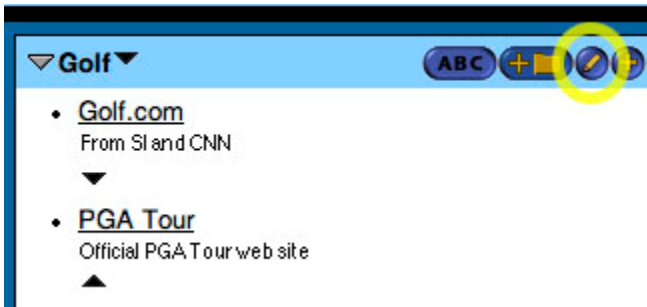 Golf
ABC
Golf.com
From SI and CNN
PGA Tour
Official PGA Tour web site